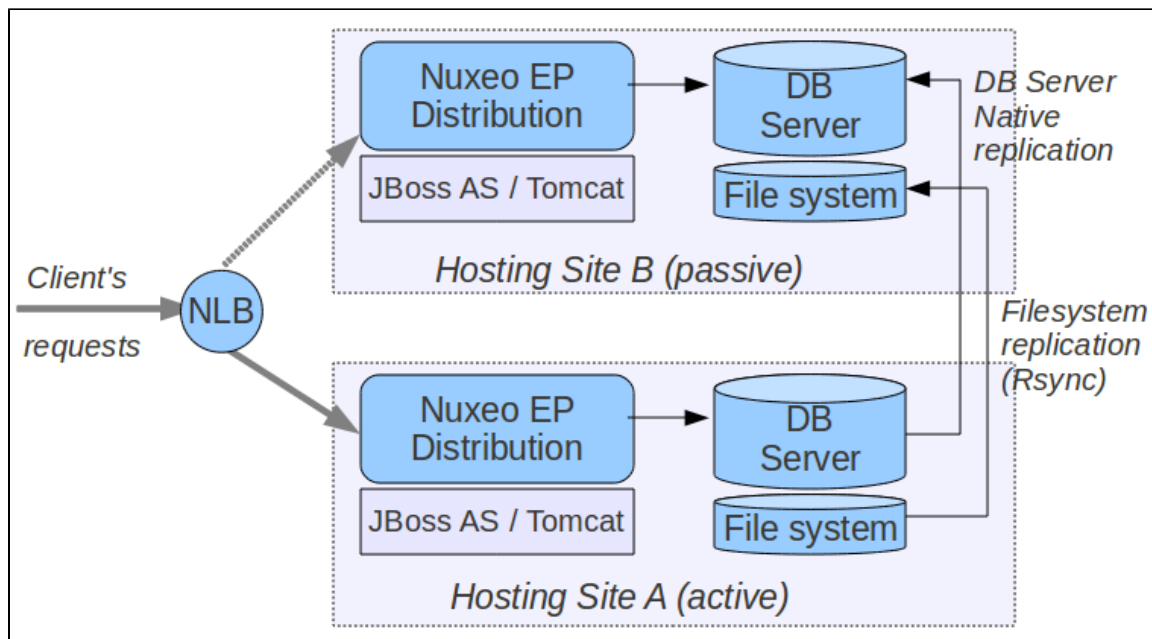 Nuxeo EP
Distribution
JBoss AS / Tomcat
DB
Server
File system
Hosting Site B (passive)
DB Server
Native
replication
Client's
requests
NLB
Filesystem
replication
(Rsync)
Nuxeo EP
Distribution
JBoss AS / Tomcat
DB
Server
File system
Hosting Site A (active)